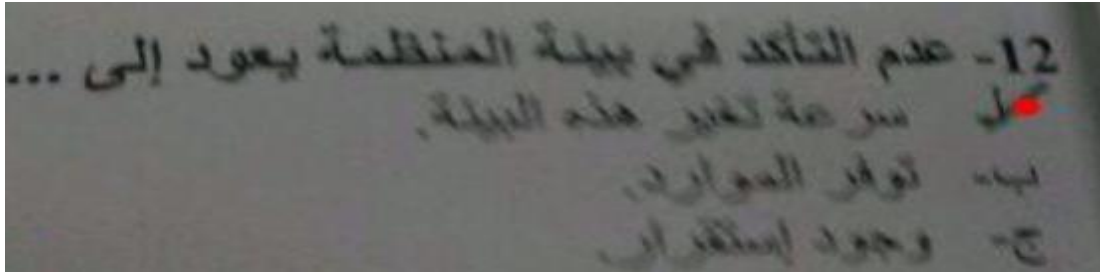 12- عدم التأكد في بيئة المنظمة يعود إلى ...
سرعة تغير هذه البيئة.
ب- توفر الموارد.
ج- وجود إستقرار.